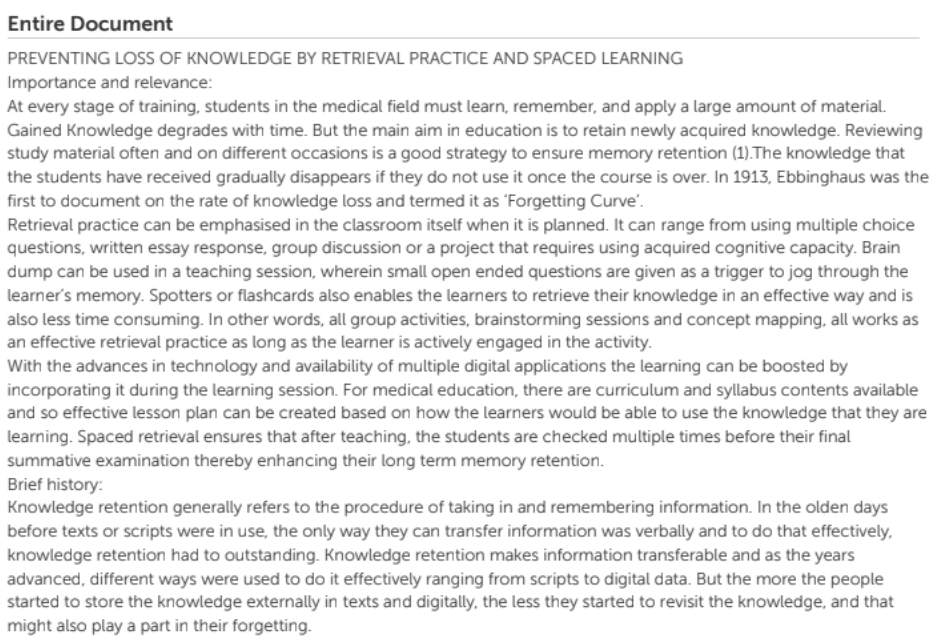 Entire Document
PREVENTING LOSS OF KNOWLEDGE BY RETRIEVAL PRACTICE AND SPACED LEARNING
Importance and relevance:
At every stage of training, students in the medical field must learn, remember, and apply a large amount of material.
Gained Knowledge degrades with time. But the main aim in education is to retain newly acquired knowledge. Reviewing
study material often and on different occasions is a good strategy to ensure memory retention (1).The knowledge that
the students have received gradually disappears if they do not use it once the course is over. In 1913, Ebbinghaus was the
first to document on the rate of knowledge loss and termed it as ‘Forgetting Curve’.
Retrieval practice can be emphasised in the classroom itself when it is planned. It can range from using multiple choice
questions, written essay response, group discussion or a project that requires using acquired cognitive capacity. Brain
dump can be used in a teaching session, wherein small open ended questions are given as a trigger to jog through the
learner’s memory. Spotters or flashcards also enables the learners to retrieve their knowledge in an effective way and is
also less time consuming. In other words, all group activities, brainstorming sessions and concept mapping, all works as
an effective retrieval practice as long as the learner is actively engaged in the activity.
With the advances in technology and availability of multiple digital applications the learning can be boosted by
incorporating it during the learning session. For medical education, there are curriculum and syllabus contents available
and so effective lesson plan can be created based on how the learners would be able to use the knowledge that they are
learning. Spaced retrieval ensures that after teaching, the students are checked multiple times before their final
summative examination thereby enhancing their long term memory retention.
Brief history:
Knowledge retention generally refers to the procedure of taking in and remembering information. In the olden days
before texts or scripts were in use, the only way they can transfer information was verbally and to do that effectively,
knowledge retention had to outstanding. Knowledge retention makes information transferable and as the years
advanced, different ways were used to do it effectively ranging from scripts to digital data. But the more the people
started to store the knowledge externally in texts and digitally, the less they started to revisit the knowledge, and that
might also play a part in their forgetting.